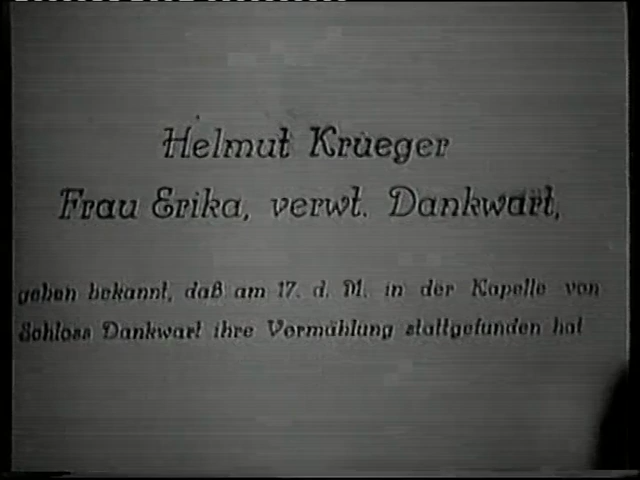 Helmut Krueger
Frau Erika, verwt. Dankwart,
geben bekannt, daß am 17. d. M. in der Kapelle von
Schloss Dankwart ihre Vermählung stattgefunden hat